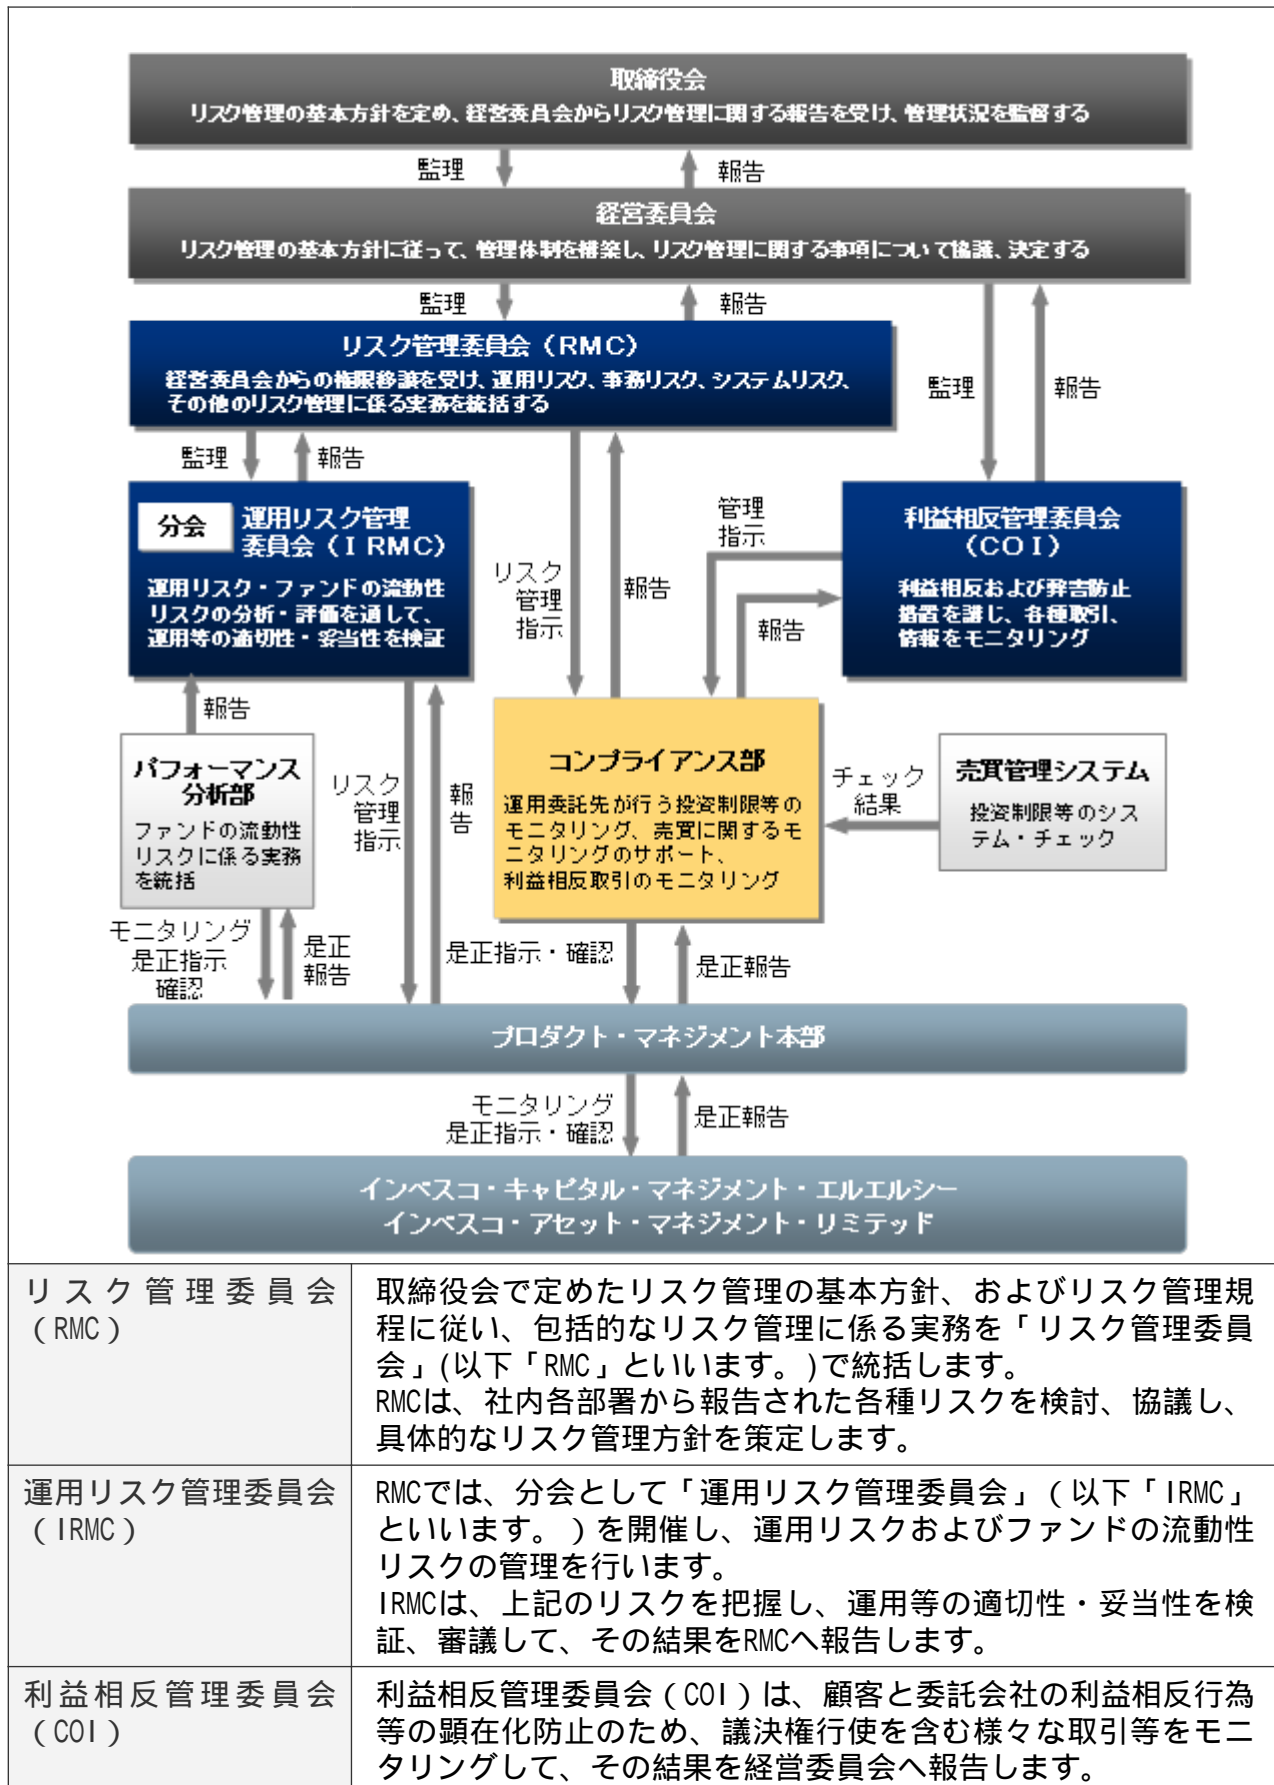 取締役会
リスク管理の基本方針を定め、経営委員会からリスク管理に関する報告を受け、管理状況を監督する
監理
報告
経営委員会
リスク管理の基本方針に従って、管理体制を構築し、リスク管理に関する事項について協議、決定する
監理
報告
監理
報告
リスク管理委員会（RMC）
経営委員会からの権限移譲を受け、運用リスク、事務リスク、システムリスク、
その他のリスク管理に係る実務を統括する
監理
報告
分会
運用リスク管理
委員会（IRMC）
運用リスク・ファンドの流動性
リスクの分析・評価を通して、
運用等の適切性・妥当性を検証
リスク
管理
指示
報告
管理
指示
報告
利益相反管理委員会
（COI）
利益相反および弊害防止
措置を講じ、各種取引、
情報をモニタリング
報告
パフォーマンス
分析部
ファンドの流動性
リスクに係る実務
を統括
リスク
管理
指示
報
告
コンプライアンス部
運用委託先が行う投資制限等の
モニタリング、売買に関するモ
ニタリングのサポート、
利益相反取引のモニタリング
チェック
結果
売買管理システム
投資制限等のシス
テム・チェック
モニタリング
是正指示
確認
是正
報告
是正指示・確認
是正報告
プロダクト・マネジメント本部
モニタリング
是正指示・確認
是正報告
インベスコ・キャピタル・マネジメント・エルエルシー
インベスコ・アセット・マネジメント・リミテッド
リスク管理委員会
（RMC）
取締役会で定めたリスク管理の基本方針、およびリスク管理規
程に従い、包括的なリスク管理に係る実務を「リスク管理委員
会」(以下「RMC」といいます。)で統括します。
RMCは、社内各部署から報告された各種リスクを検討、協議し、
具体的なリスク管理方針を策定します。
運用リスク管理委員会
（IRMC）
RMCでは、分会として「運用リスク管理委員会」（以下「IRMC」
といいます。）を開催し、運用リスクおよびファンドの流動性
リスクの管理を行います。
IRMCは、上記のリスクを把握し、運用等の適切性・妥当性を検
証、審議して、その結果をRMCへ報告します。
利益相反管理委員会
（COI）
利益相反管理委員会（COI）は、顧客と委託会社の利益相反行為
等の顕在化防止のため、議決権行使を含む様々な取引等をモニ
タリングして、その結果を経営委員会へ報告します。